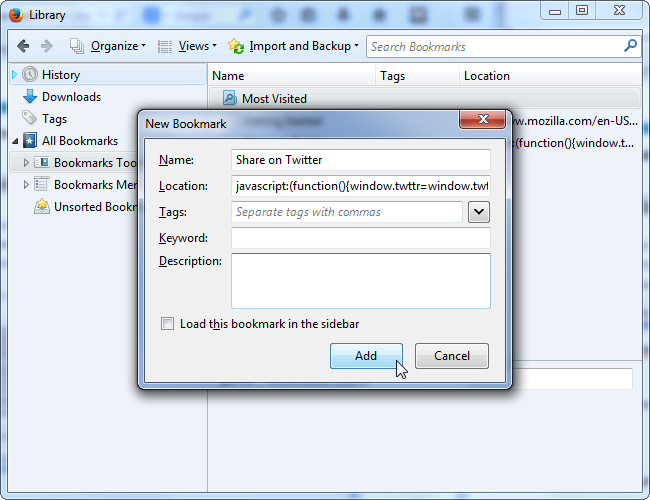 Library
Organize Views Import and Backup Search Bookmarks
History
Downloads
Tags
All Bookmarks
Bookmarks Too
Bookmarks Men
Unsorted Bookm
Name Tags Location
Most Visited
w.mozilla.com/en-US...
:(function(){window.t...
New Bookmark
Name: Share on Twitter
Location: javascript:(function(){window.twttr=window.twt
Tags: Separate tags with commas
Keyword:
Description:
Load this bookmark in the sidebar
Add Cancel